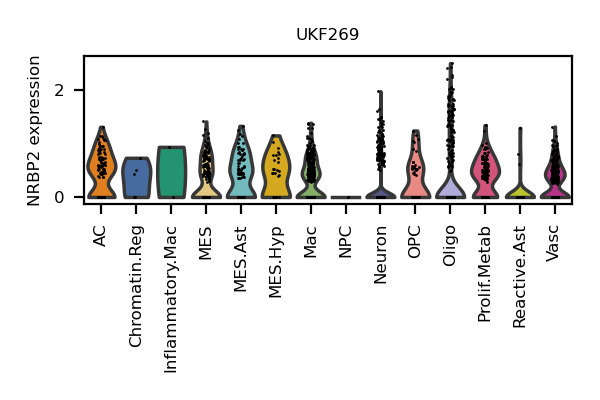 UKF269
NRBP2 expression
2
0
AC
Chromatin.Reg
Inflammatory.Mac
MES
MES.Ast
MES.Hyp
Mac
NPC
Neuron
OPC
Oligo
Prolif.Metab
Reactive.Ast
Vasc